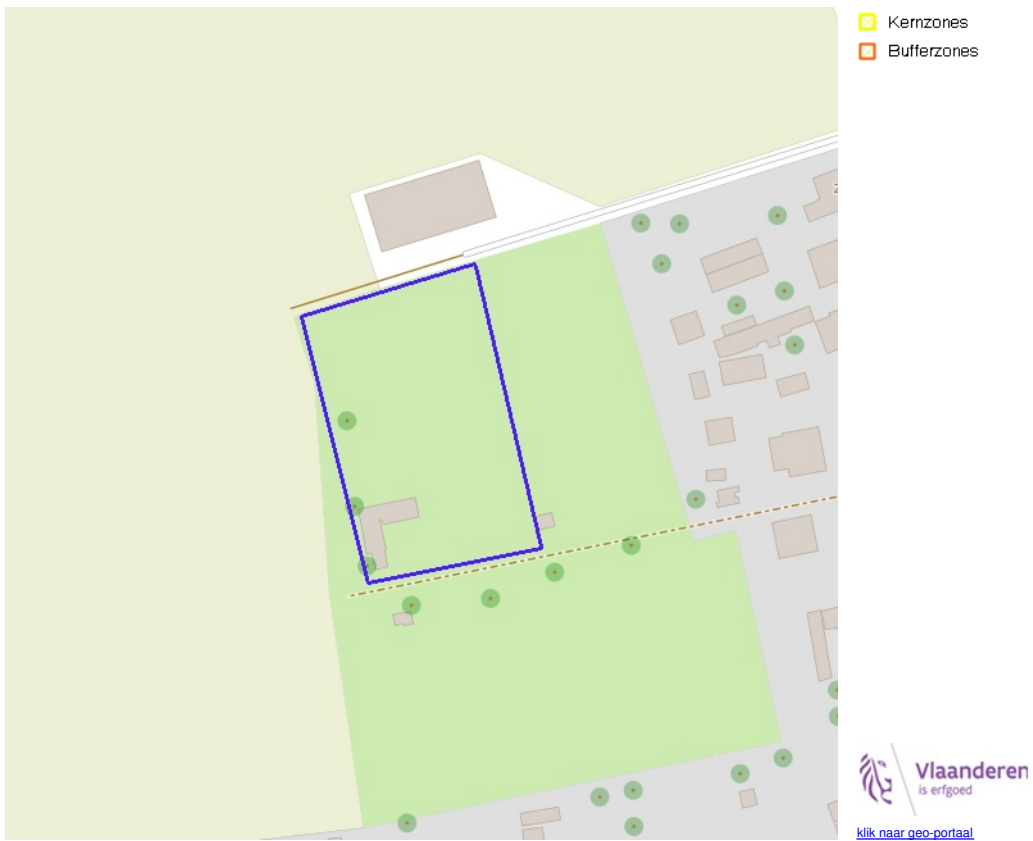 Kernzones
Bufferzones
Vlaanderen
is erfgoed
klik naar geo-portaal